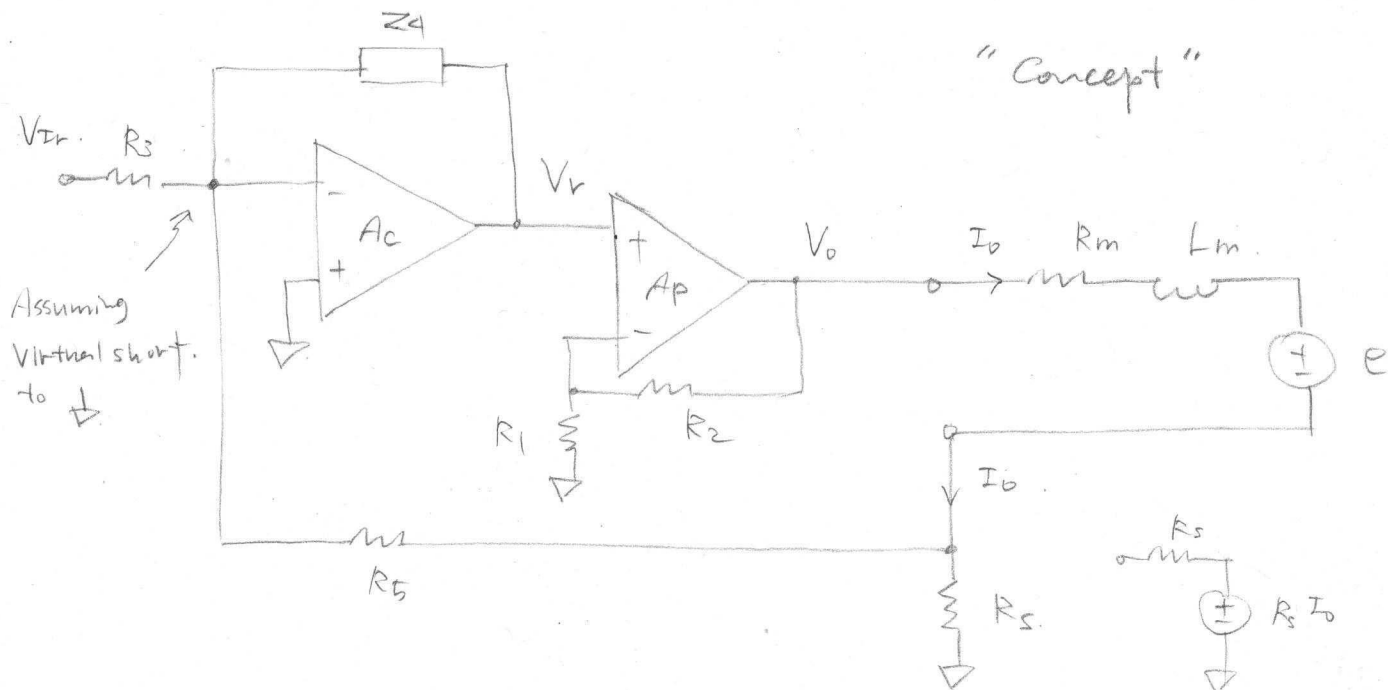 Z4
"Concept"
VIr.
R3
-
Ac
+
Vr
+
Ap
-
Vo
Io
Rm
Lm.
Assuming
Virtual short.
to
± e
R1
R2
Io.
R5
Rs.
Rs
± Rs Io